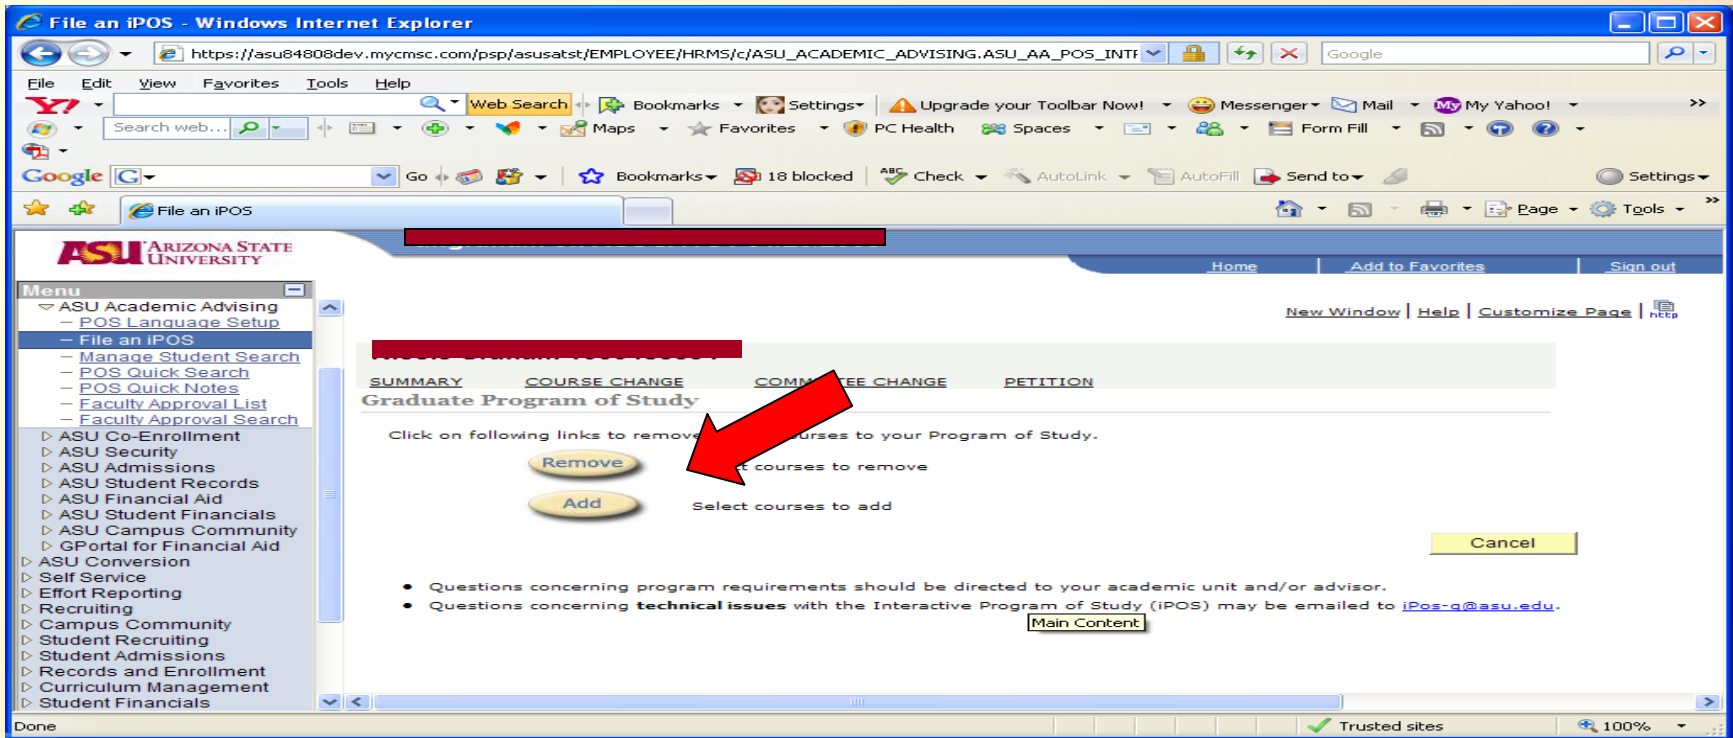 File an iPOS - Windows Internet Explorer
https://asu84808dev.mycmsc.com/psp/asusatst/EMPLOYEE/HRMS/c/ASU_ACADEMIC_ADVISING.ASU_AA_POS_INTF
Google
File Edit View Favorites Tools Help
Y! Web Search Bookmarks Settings Upgrade your Toolbar Now! Messenger Mail My My Yahoo! >>
Search web... Maps Favorites PC Health Spaces Form Fill
Google G Go Bookmarks 18 blocked ABC Check AutoLink AutoFill Send to Settings
File an iPOS Page Tools >>
ASU ARIZONA STATE
UNIVERSITY
Home Add to Favorites Sign out
Menu
New Window | Help | Customize Page | http
ASU Academic Advising
– POS Language Setup
– File an iPOS
– Manage Student Search
– POS Quick Search
– POS Quick Notes
– Faculty Approval List
– Faculty Approval Search
ASU Co-Enrollment
ASU Security
ASU Admissions
ASU Student Records
ASU Financial Aid
ASU Student Financials
ASU Campus Community
GPortal for Financial Aid
ASU Conversion
Self Service
Effort Reporting
Recruiting
Campus Community
Student Recruiting
Student Admissions
Records and Enrollment
Curriculum Management
Student Financials
SUMMARY COURSE CHANGE COMMITTEE CHANGE PETITION
Graduate Program of Study
Click on following links to remove courses to your Program of Study.
Remove courses to remove
Add Select courses to add
Cancel
• Questions concerning program requirements should be directed to your academic unit and/or advisor.
• Questions concerning technical issues with the Interactive Program of Study (iPOS) may be emailed to iPos-q@asu.edu.
Main Content
Done Trusted sites 100%